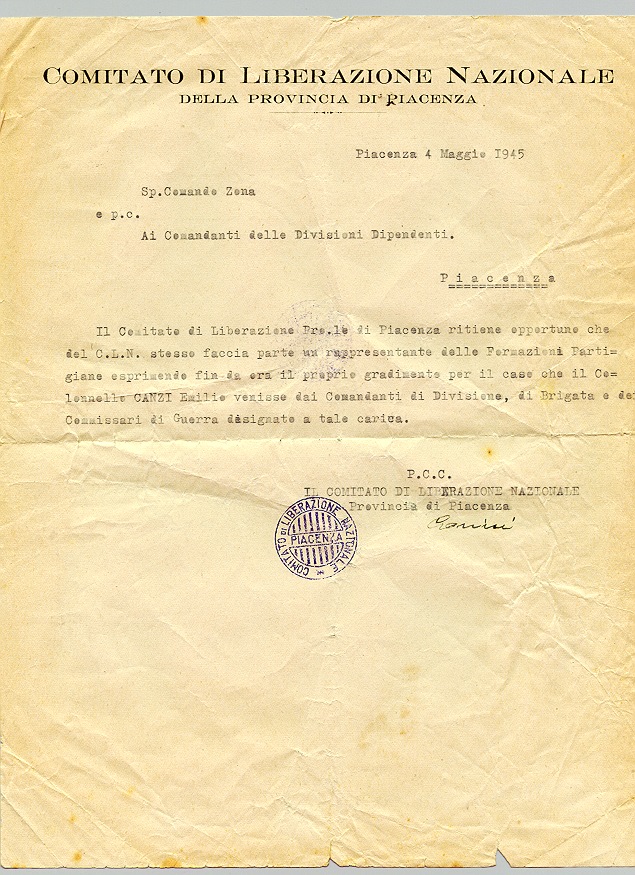 COMITATO DI LIBERAZIONE NAZIONALE
DELLA PROVINCIA DI PIACENZA
Piacenza 4 Maggio 1945
Sp.Comando Zona
e p.c.
Ai Comandanti delle Divisioni Dipendenti.
Piacenza
Il Comitato di Liberazione Pro.le di Piacenza ritiene opportuno che
del C.L.N. stesso faccia parte un rappresentante delle Formazioni Parti=
giane esprimendo fin da ora il proprio gradimento per il caso che il Co=
lonnello CANZI Emilio venisse dai Comandanti di Divisione, di Brigata e dei
Commissari di Guerra designato a tale carica.
P.C.C.
IL COMITATO DI LIBERAZIONE NAZIONALE
Provincia di Piacenza
COMITATO DI LIBERAZIONE NAZIONALE
PIACENZA